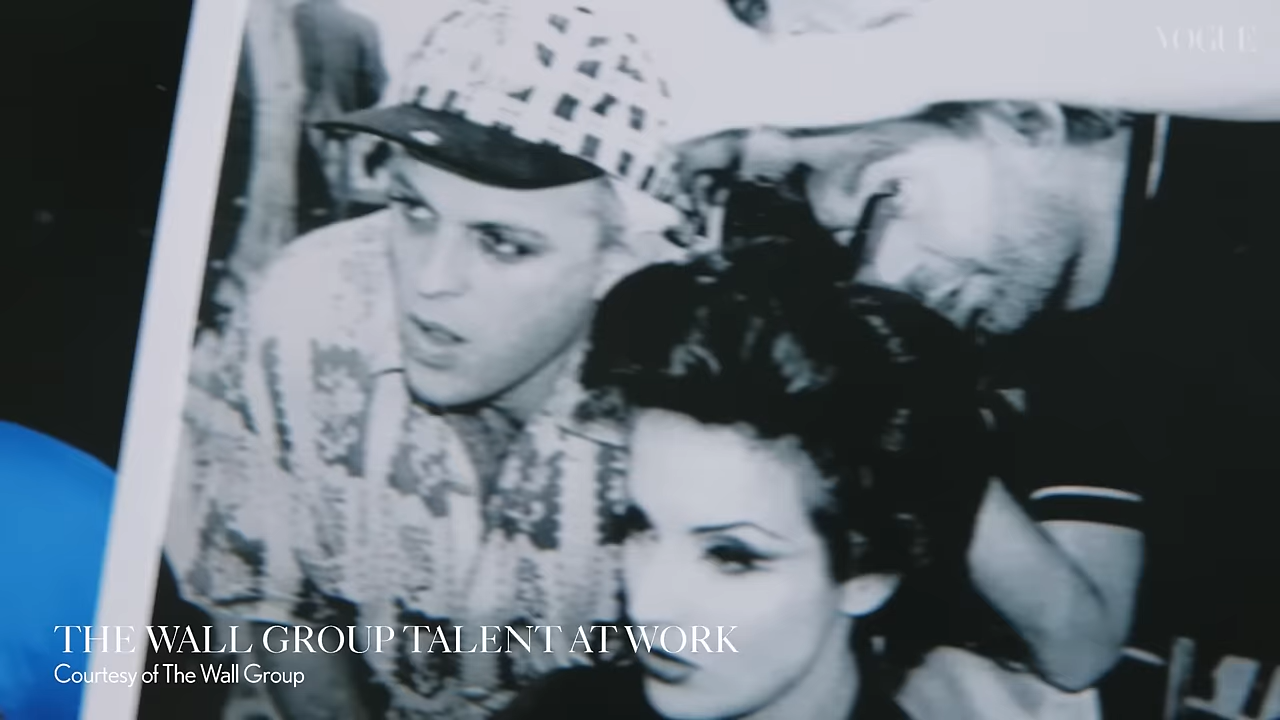 VOGUE
THE WALL GROUP TALENT AT WORK
Courtesy of The Wall Group